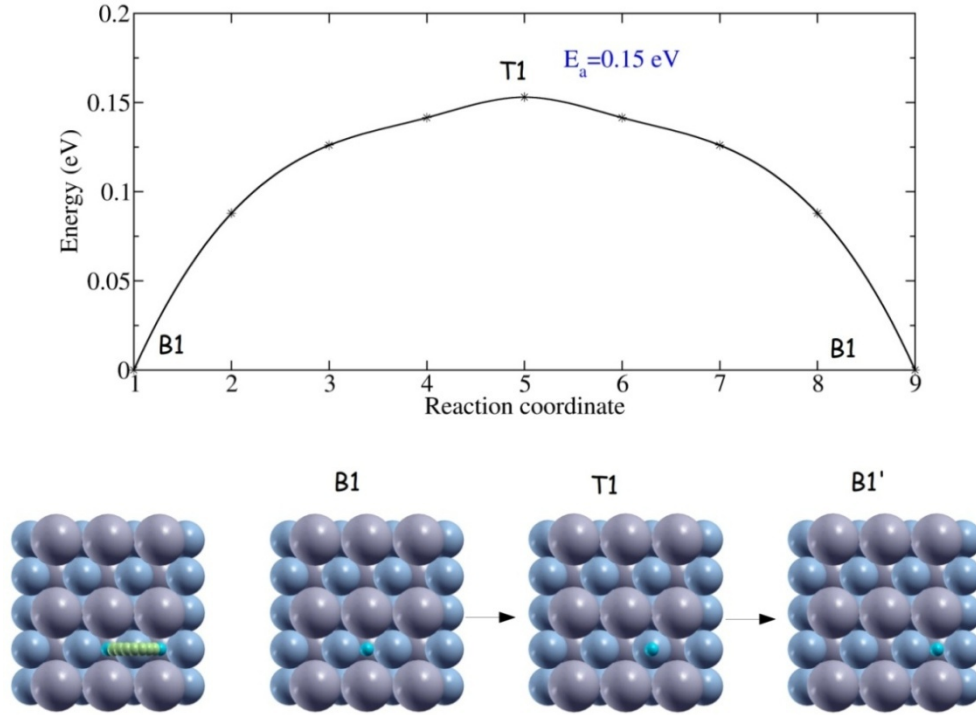 0.2
T1
E_a=0.15 eV
0.15
Energy (eV)
0.1
0.05
B1
B1
0
1 2 3 4 5 6 7 8 9
Reaction coordinate
B1
T1
B1'